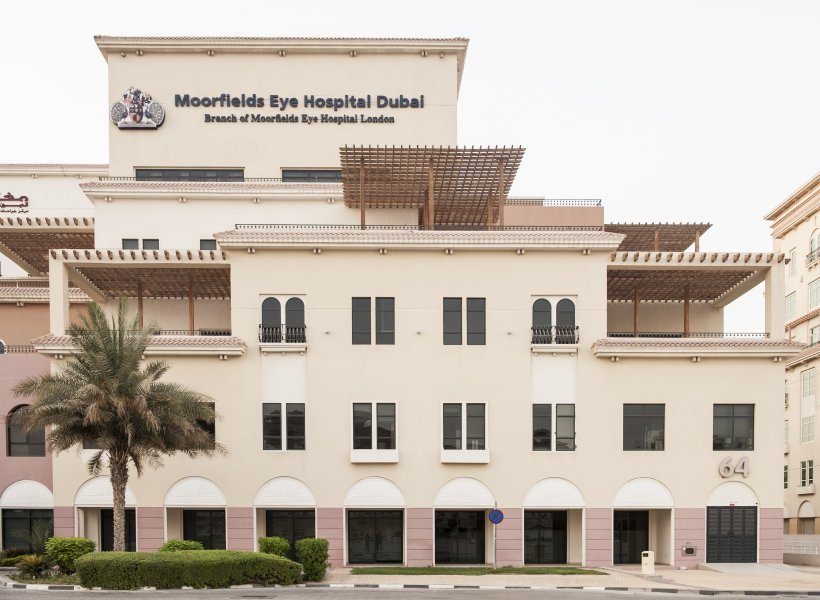 Moorfields Eye Hospital Dubai
Branch of Moorfields Eye Hospital London
64